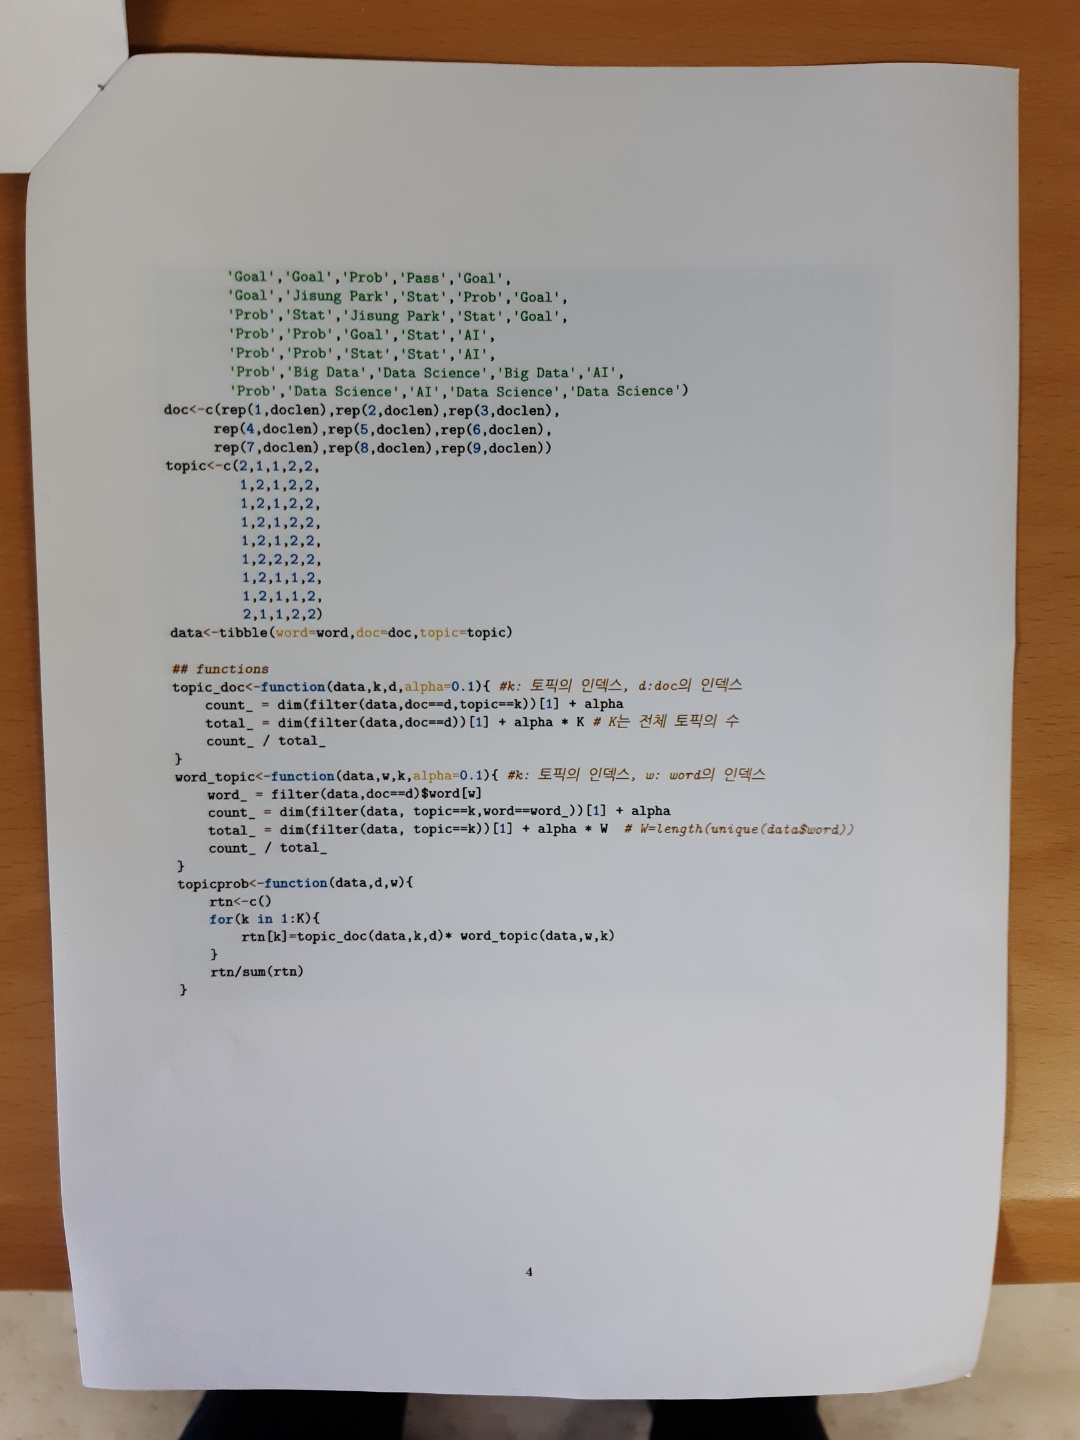 'Goal','Goal','Prob','Pass','Goal',
'Goal','Jisung Park','Stat','Prob','Goal',
'Prob','Stat','Jisung Park','Stat','Goal',
'Prob','Prob','Goal','Stat','AI',
'Prob','Prob','Stat','Stat','AI',
'Prob','Big Data','Data Science','Big Data','AI',
'Prob','Data Science','AI','Data Science','Data Science')
doc<-c(rep(1,doclen),rep(2,doclen),rep(3,doclen),
rep(4,doclen),rep(5,doclen),rep(6,doclen),
rep(7,doclen),rep(8,doclen),rep(9,doclen))
topic<-c(2,1,1,2,2,
1,2,1,2,2,
1,2,1,2,2,
1,2,1,2,2,
1,2,1,2,2,
1,2,2,2,2,
1,2,1,1,2,
1,2,1,1,2,
2,1,1,2,2)
data<-tibble(word=word,doc=doc,topic=topic)
## functions
topic_doc<-function(data,k,d,alpha=0.1){ #k: 토픽의 인덱스, d:doc의 인덱스
count_ = dim(filter(data,doc==d,topic==k))[1] + alpha
total_ = dim(filter(data,doc==d))[1] + alpha * K # K는 전체 토픽의 수
count_ / total_
}
word_topic<-function(data,w,k,alpha=0.1){ #k: 토픽의 인덱스, w: word의 인덱스
word_ = filter(data,doc==d)$word[w]
count_ = dim(filter(data, topic==k,word==word_))[1] + alpha
total_ = dim(filter(data, topic==k))[1] + alpha * W # W=length(unique(data$word))
count_ / total_
}
topicprob<-function(data,d,w){
rtn<-c()
for(k in 1:K){
rtn[k]=topic_doc(data,k,d)* word_topic(data,w,k)
}
rtn/sum(rtn)
}
4